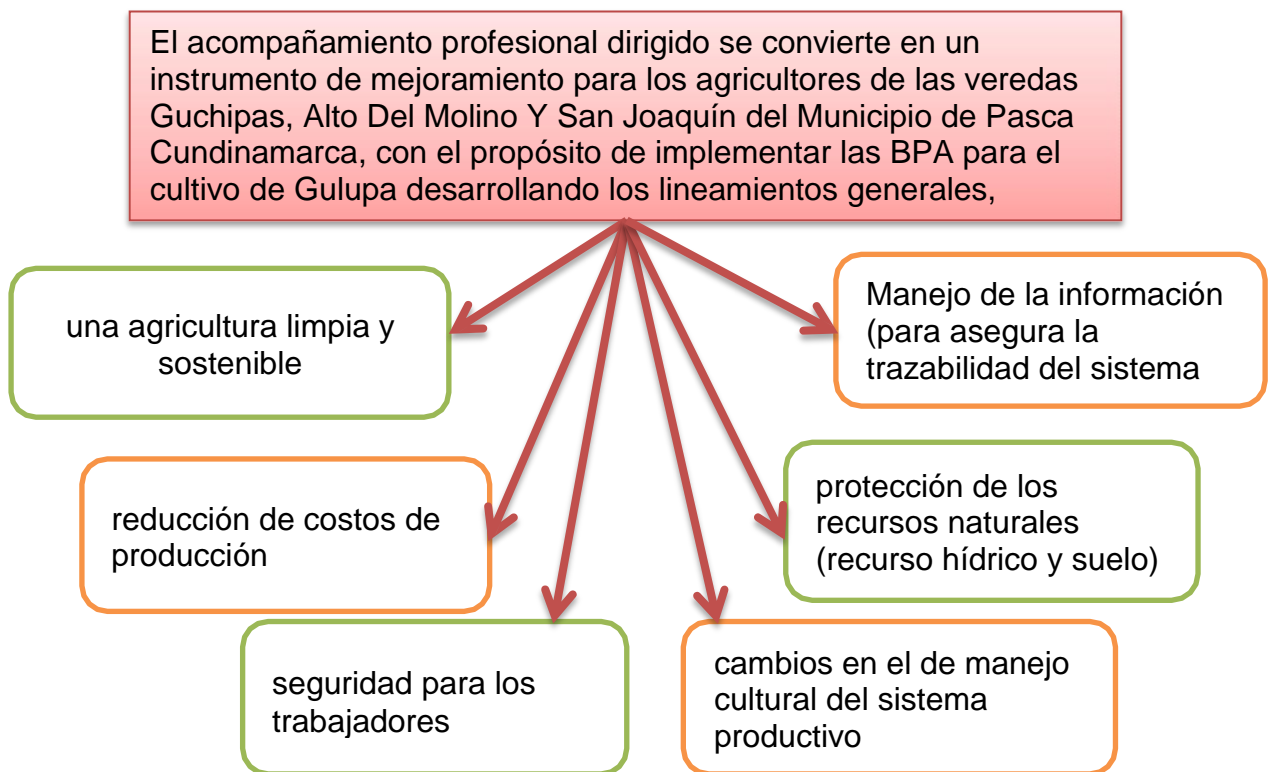 El acompañamiento profesional dirigido se convierte en un
instrumento de mejoramiento para los agricultores de las veredas
Guchipas, Alto Del Molino Y San Joaquín del Municipio de Pasca
Cundinamarca, con el propósito de implementar las BPA para el
cultivo de Gulupa desarrollando los lineamientos generales,
una agricultura limpia y
sostenible
Manejo de la información
(para asegura la
trazabilidad del sistema
reducción de costos de
producción
protección de los
recursos naturales
(recurso hídrico y suelo)
seguridad para los
trabajadores
cambios en el de manejo
cultural del sistema
productivo